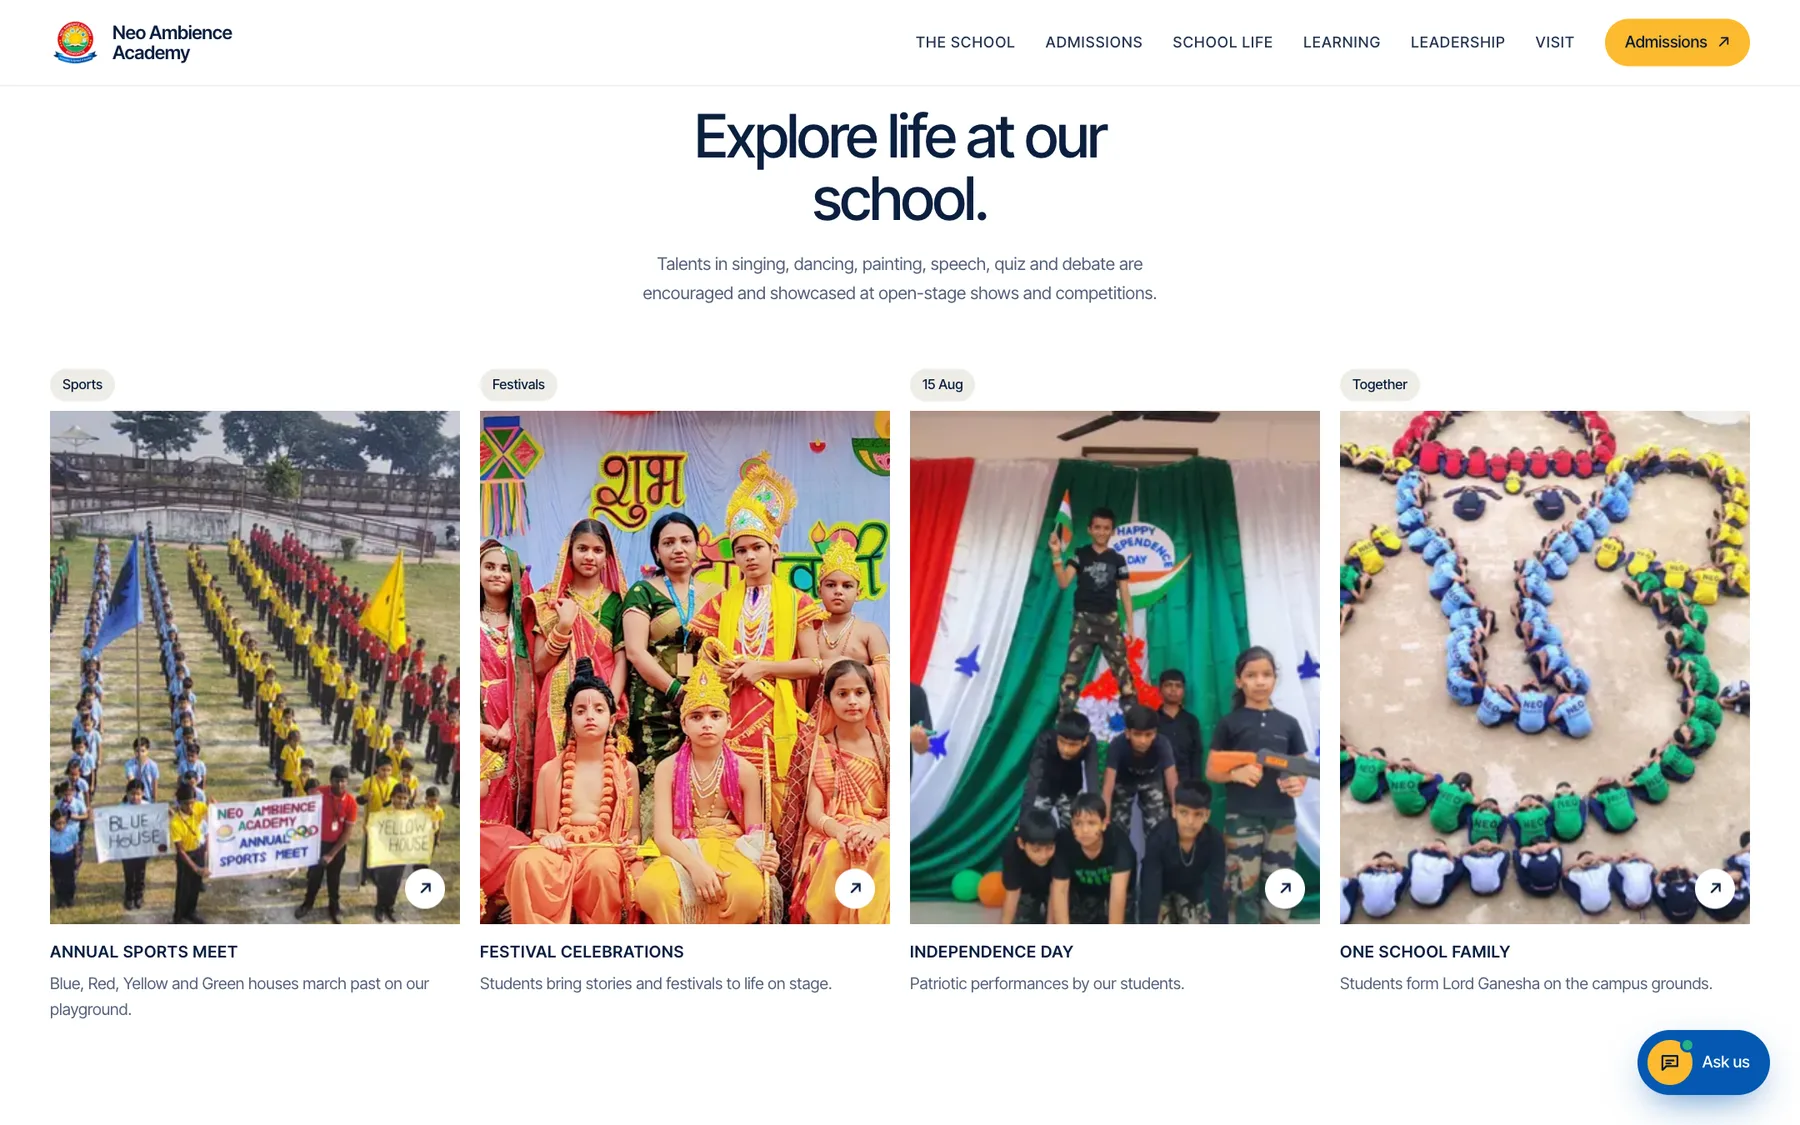 Neo Ambience
Academy
THE SCHOOL
ADMISSIONS
SCHOOL LIFE
LEARNING
LEADERSHIP
VISIT
Admissions
Explore life at our
school.
Talents in singing, dancing, painting, speech, quiz and debate are
encouraged and showcased at open-stage shows and competitions.
Sports
Festivals
15 Aug
Together
BLUE
HOUSE
NEO AMBIENCE
ACADEMY
ANNUAL
SPORTS MEET
YELLOW
HOUSE
शुभ
HAPPY
DAY
NEO
NEO
NEO
NEO
ANNUAL SPORTS MEET
Blue, Red, Yellow and Green houses march past on our
playground.
FESTIVAL CELEBRATIONS
Students bring stories and festivals to life on stage.
INDEPENDENCE DAY
Patriotic performances by our students.
ONE SCHOOL FAMILY
Students form Lord Ganesha on the campus grounds.
Ask us